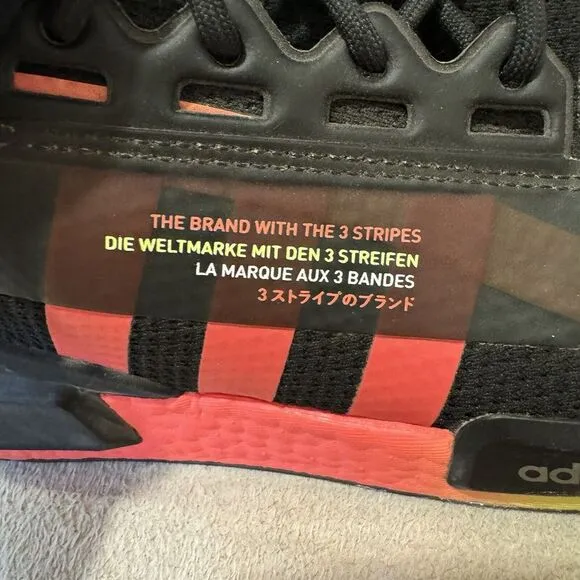 THE BRAND WITH THE 3 STRIPES
DIE WELTMARKE MIT DEN 3 STREIFEN
LA MARQUE AUX 3 BANDES
3 ストライプのブランド
ad